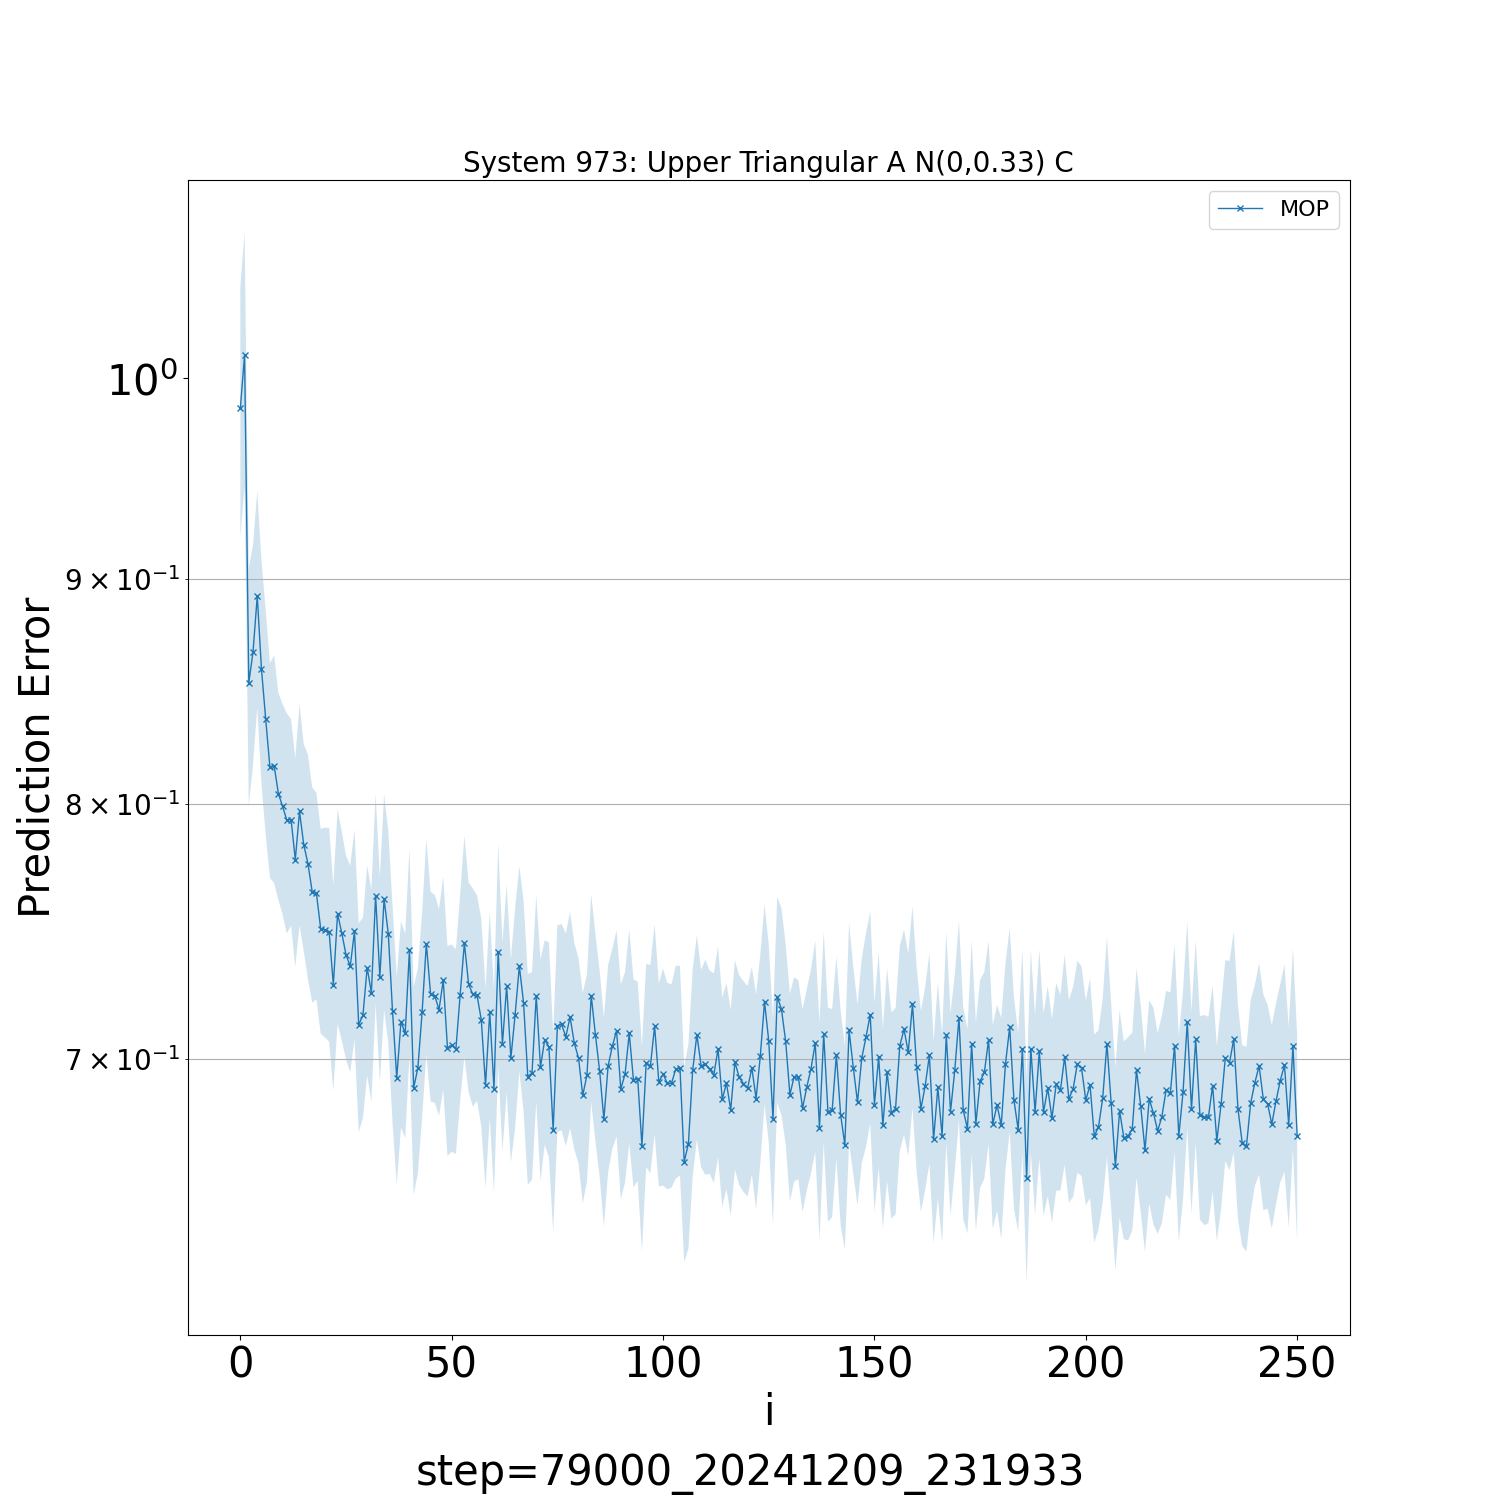 System 973: Upper Triangular A N(0,0.33) C
MOP
10⁰
9 × 10⁻¹
8 × 10⁻¹
7 × 10⁻¹
Prediction Error
0 50 100 150 200 250
i
step=79000_20241209_231933